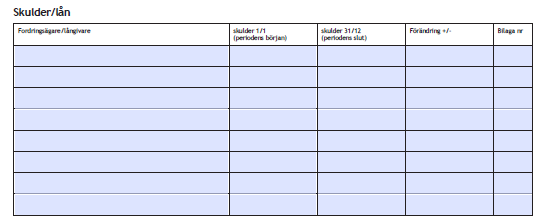 Skulder/lån
Fordringsägare/långivare
skulder 1/1
(periodens början)
skulder 31/12
(periodens slut)
Förändring +/-
Bilaga nr